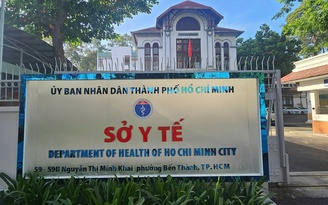 ỦY BAN NHÂN DÂN THÀNH PHỐ HỒ CHÍ MINH
SỞ Y TẾ
DEPARTMENT OF HEALTH OF HO CHI MINH CITY
59 - 59B Nguyễn Thị Minh Khai, phường Bến Thành, TP.HCM